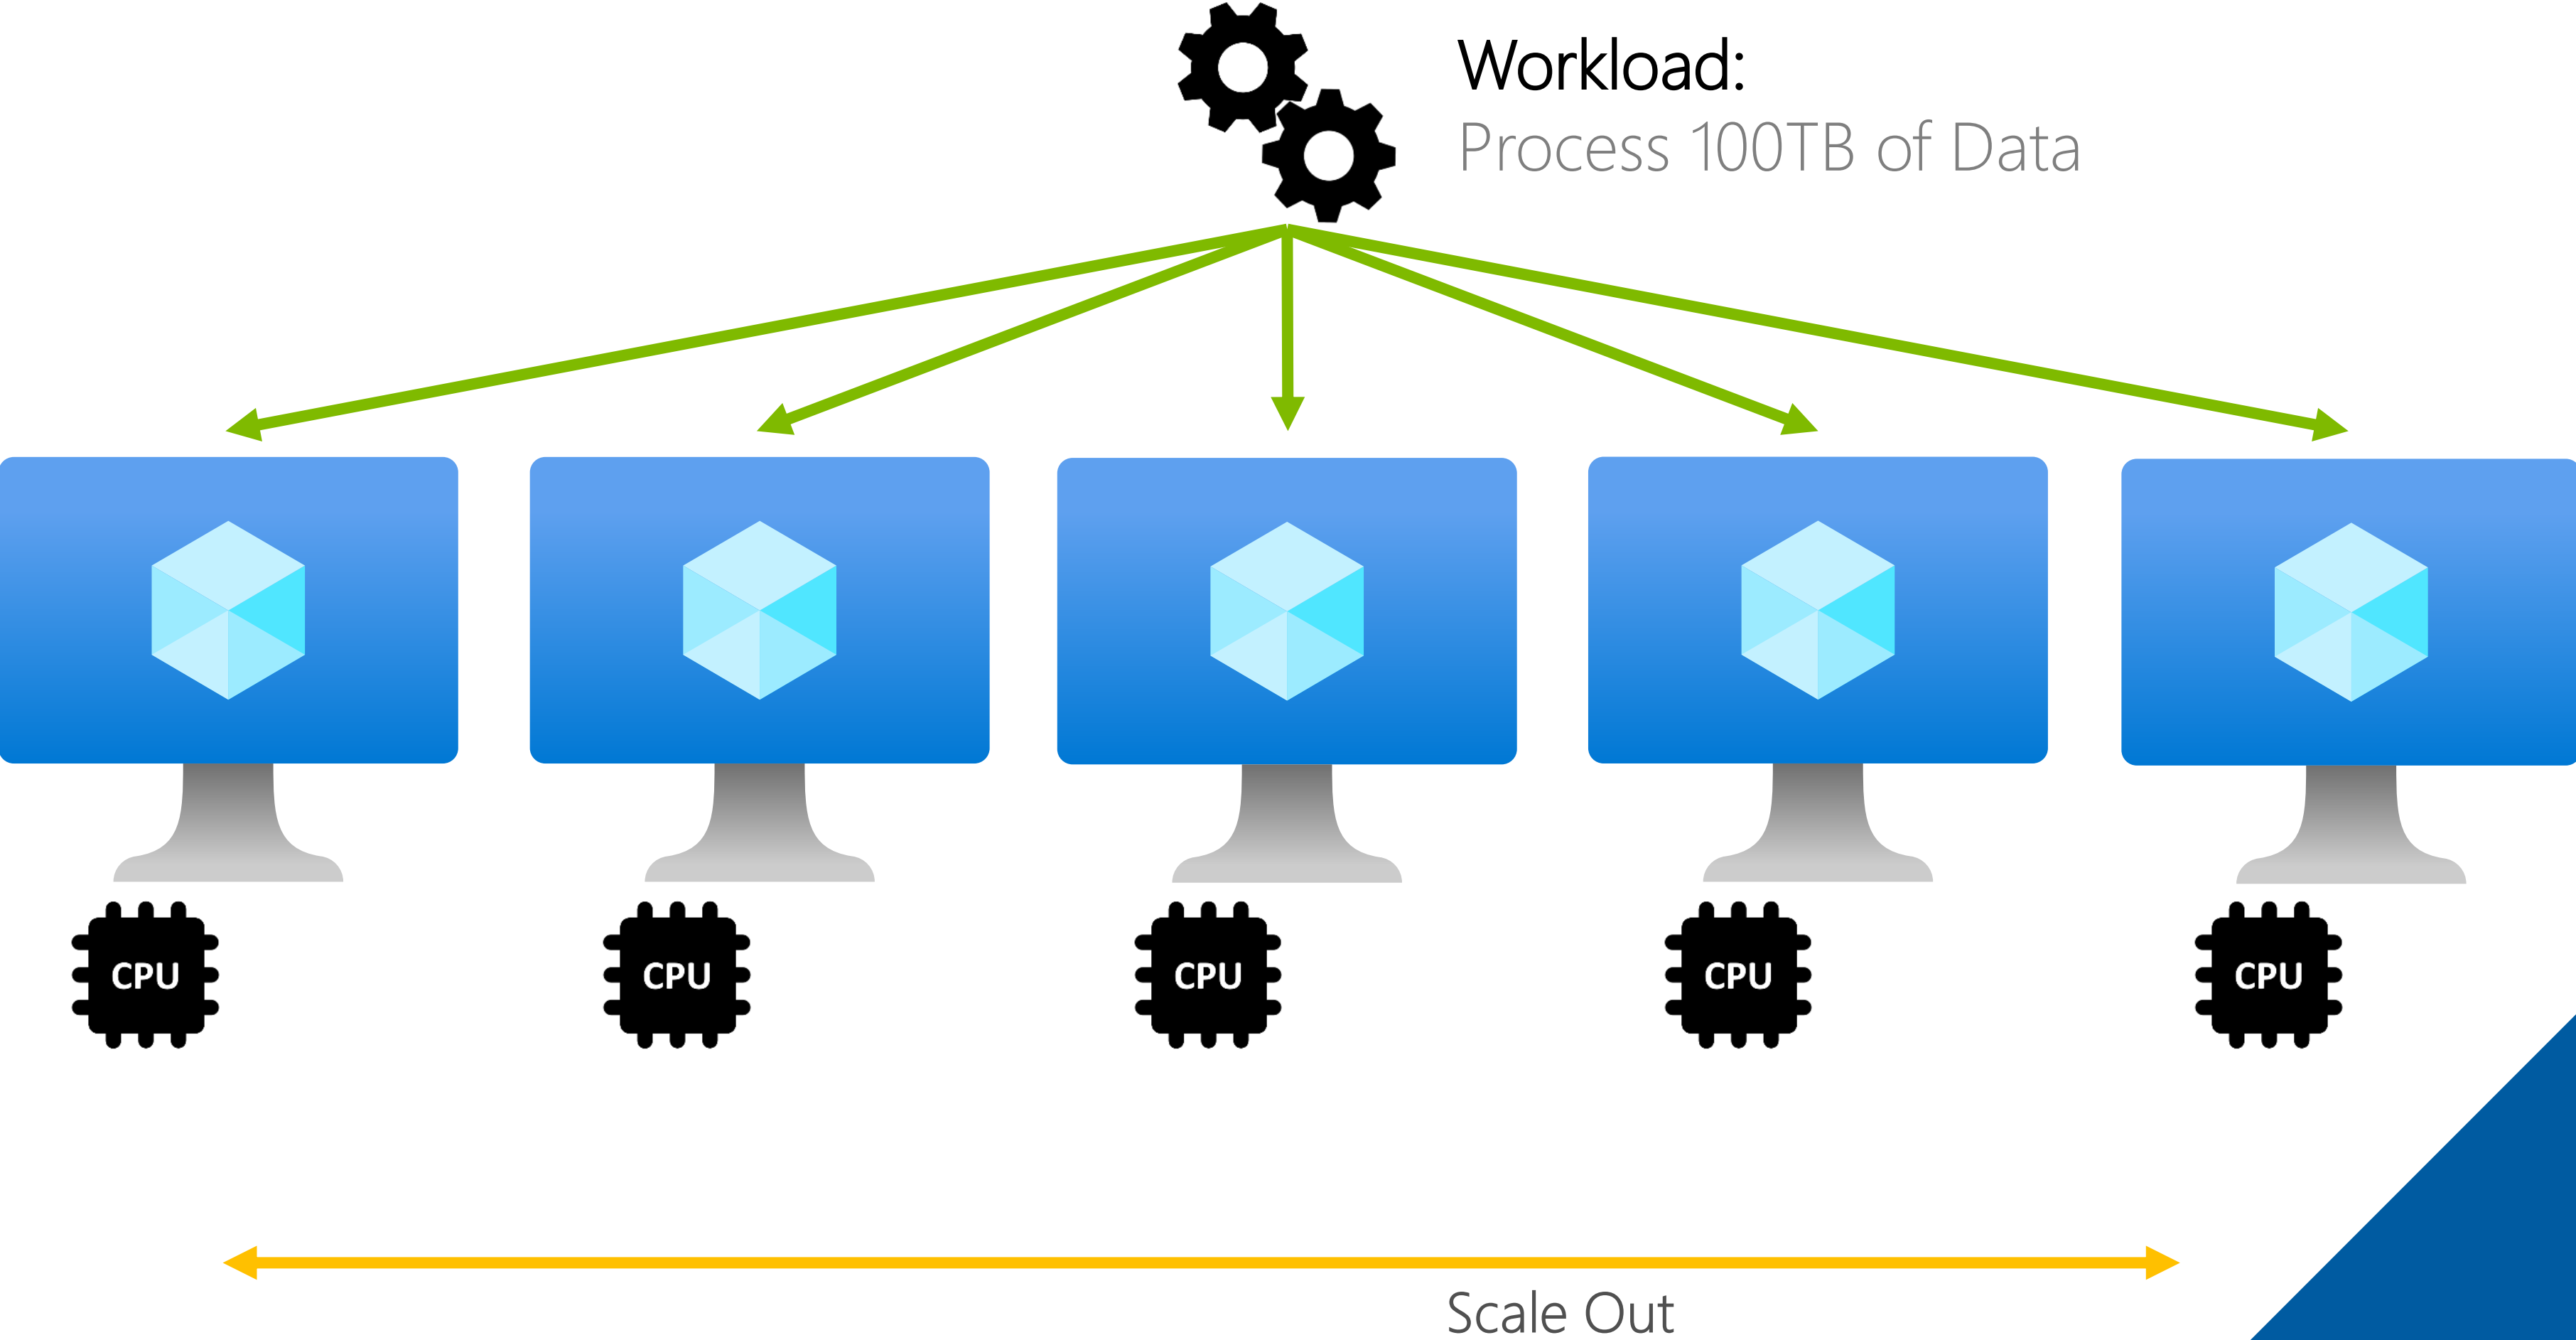 Workload:
Process 100TB of Data
CPU
CPU
CPU
CPU
CPU
Scale Out